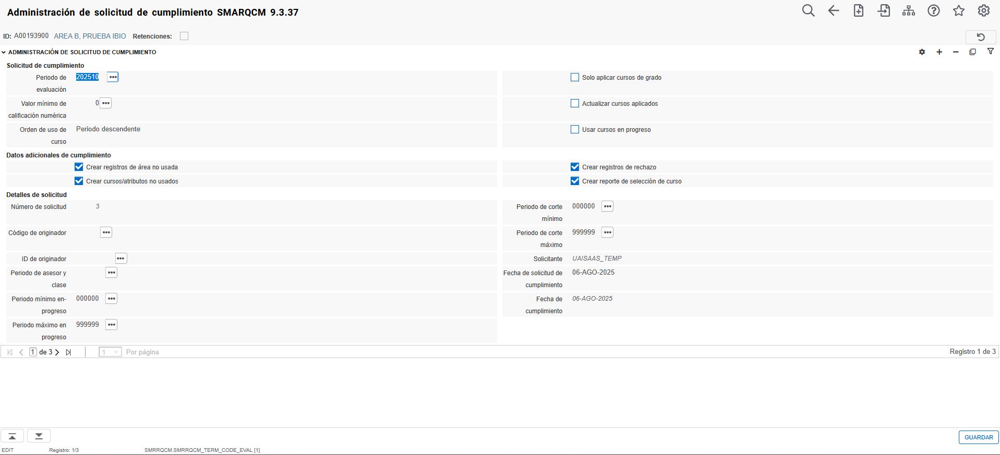 Administración de solicitud de cumplimiento SMARQCM 9.3.37
ID: A00193900 AREA B, PRUEBA IBIO Retenciones:
ADMINISTRACIÓN DE SOLICITUD DE CUMPLIMIENTO
Solicitud de cumplimiento
Periodo de evaluación 202510
Solo aplicar cursos de grado
Valor mínimo de calificación numérica 0
Actualizar cursos aplicados
Orden de uso de curso Periodo descendente
Usar cursos en progreso
Datos adicionales de cumplimiento
Crear registros de área no usada
Crear registros de rechazo
Crear cursos/atributos no usados
Crear reporte de selección de curso
Detalles de solicitud
Número de solicitud 3
Periodo de corte mínimo 000000
Código de originador
Periodo de corte máximo 999999
ID de originador
Solicitante UAISAAS_TEMP
Periodo de asesor y clase
Fecha de solicitud de cumplimiento 06-AGO-2025
Periodo mínimo en-progreso 000000
Fecha de cumplimiento 06-AGO-2025
Periodo máximo en progreso 999999
1 de 3 1 Por página Registro 1 de 3
GUARDAR
EDIT Registro: 1/3 SMRRQCM.SMRRQCM_TERM_CODE_EVAL [1]